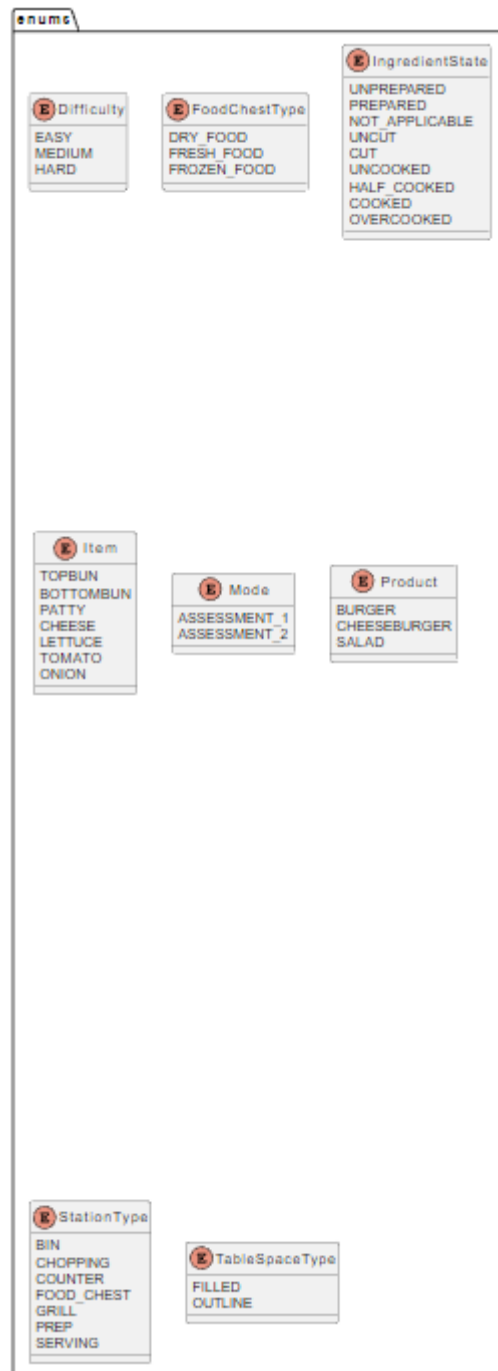 enums
E Difficulty
EASY
MEDIUM
HARD
E FoodChestType
DRY_FOOD
FRESH_FOOD
FROZEN_FOOD
E IngredientState
UNPREPARED
PREPARED
NOT_APPLICABLE
UNCUT
CUT
UNCOOKED
HALF_COOKED
COOKED
OVERCOOKED
E Item
TOPBUN
BOTTOMBUN
PATTY
CHEESE
LETTUCE
TOMATO
ONION
E Mode
ASSESSMENT_1
ASSESSMENT_2
E Product
BURGER
CHEESEBURGER
SALAD
E StationType
BIN
CHOPPING
COUNTER
FOOD_CHEST
GRILL
PREP
SERVING
E TableSpaceType
FILLED
OUTLINE